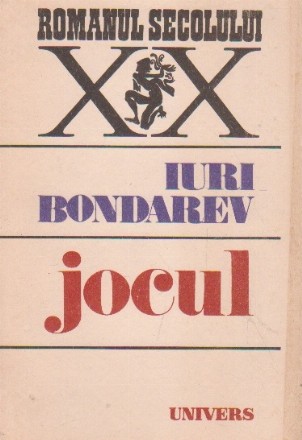 ROMANUL SECOLULUI
XX
IURI
BONDAREV
jocul
UNIVERS